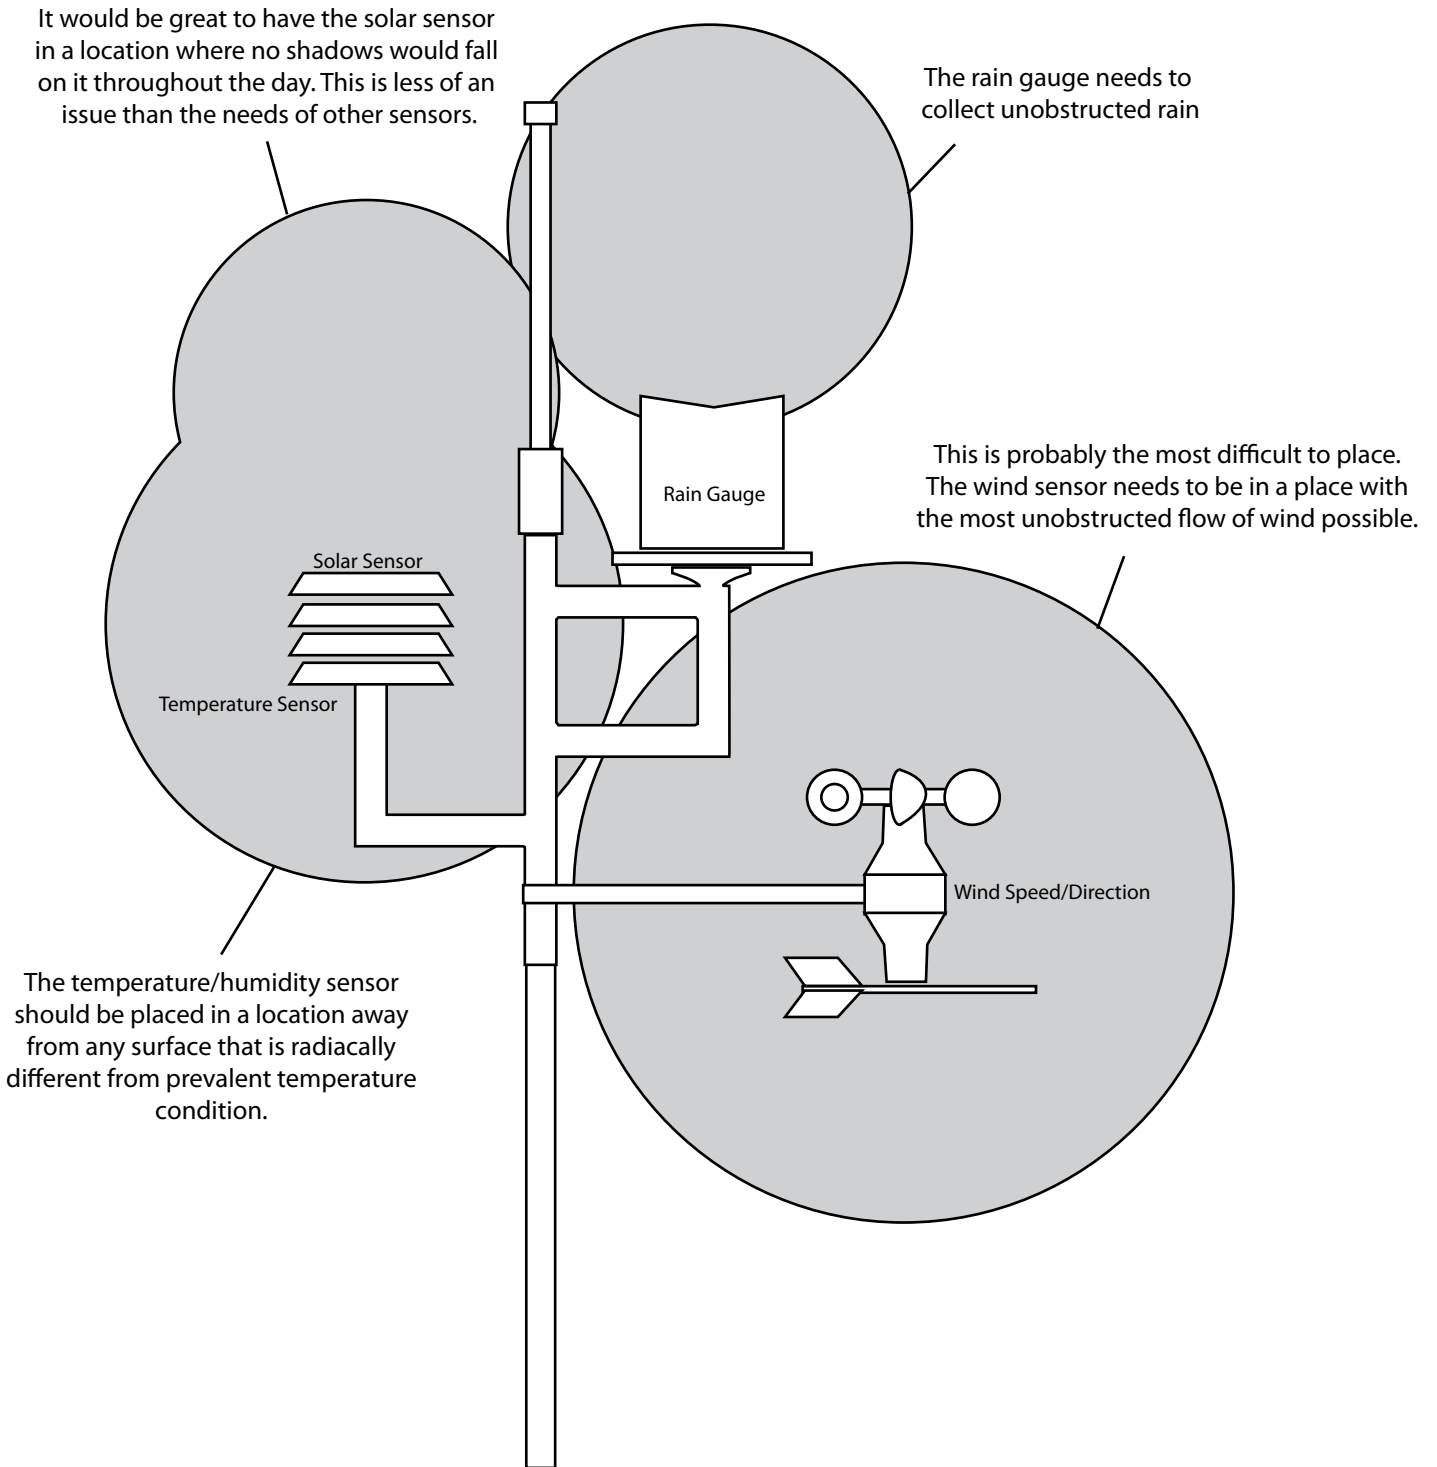 It would be great to have the solar sensor
in a location where no shadows would fall
on it throughout the day. This is less of an
issue than the needs of other sensors.
The rain gauge needs to
collect unobstructed rain
This is probably the most difficult to place.
The wind sensor needs to be in a place with
the most unobstructed flow of wind possible.
Rain Gauge
Solar Sensor
Temperature Sensor
Wind Speed/Direction
The temperature/humidity sensor
should be placed in a location away
from any surface that is radiacally
different from prevalent temperature
condition.